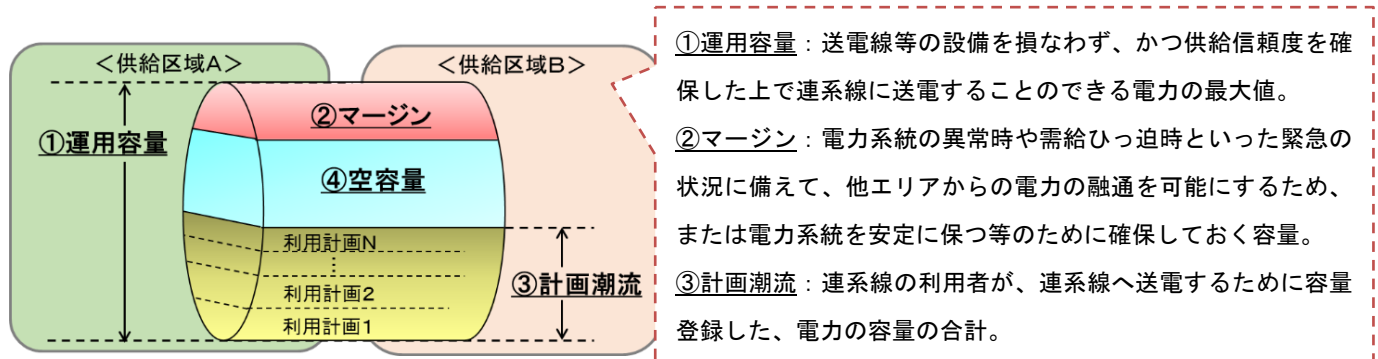 <供給区域A>
<供給区域B>
①運用容量
②マージン
④空容量
利用計画N
⋮
利用計画2
利用計画1
③計画潮流
①運用容量：送電線等の設備を損なわず、かつ供給信頼度を確
保した上で連系線に送電することのできる電力の最大値。
②マージン：電力系統の異常時や需給ひっ迫時といった緊急の
状況に備えて、他エリアからの電力の融通を可能にするため、
または電力系統を安定に保つ等のために確保しておく容量。
③計画潮流：連系線の利用者が、連系線へ送電するために容量
登録した、電力の容量の合計。